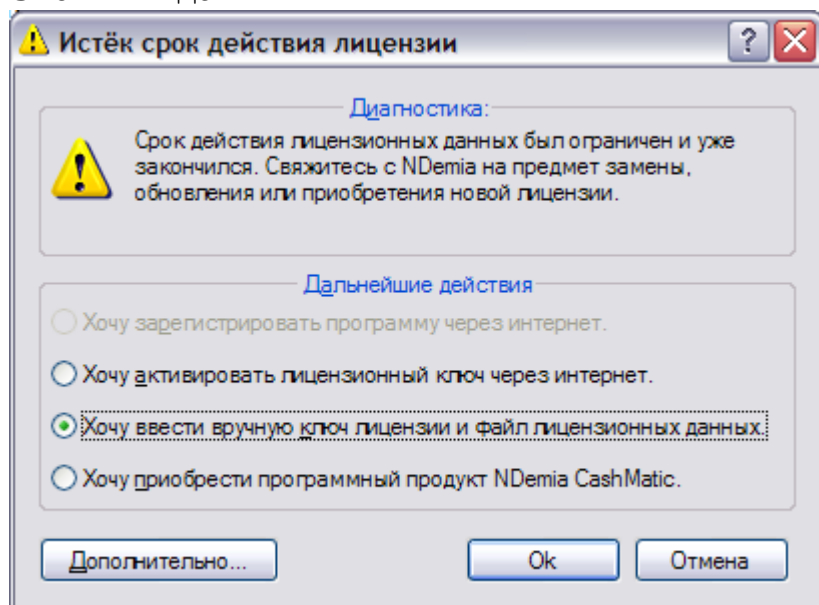 Истёк срок действия лицензии
Диагностика:
Срок действия лицензионных данных был ограничен и уже
закончился. Свяжитесь с NDemia на предмет замены,
обновления или приобретения новой лицензии.
Дальнейшие действия
Хочу зарегистрировать программу через интернет.
Хочу активировать лицензионный ключ через интернет.
Хочу ввести вручную ключ лицензии и файл лицензионных данных.
Хочу приобрести программный продукт NDemia CashMatic.
Дополнительно...
Ok
Отмена